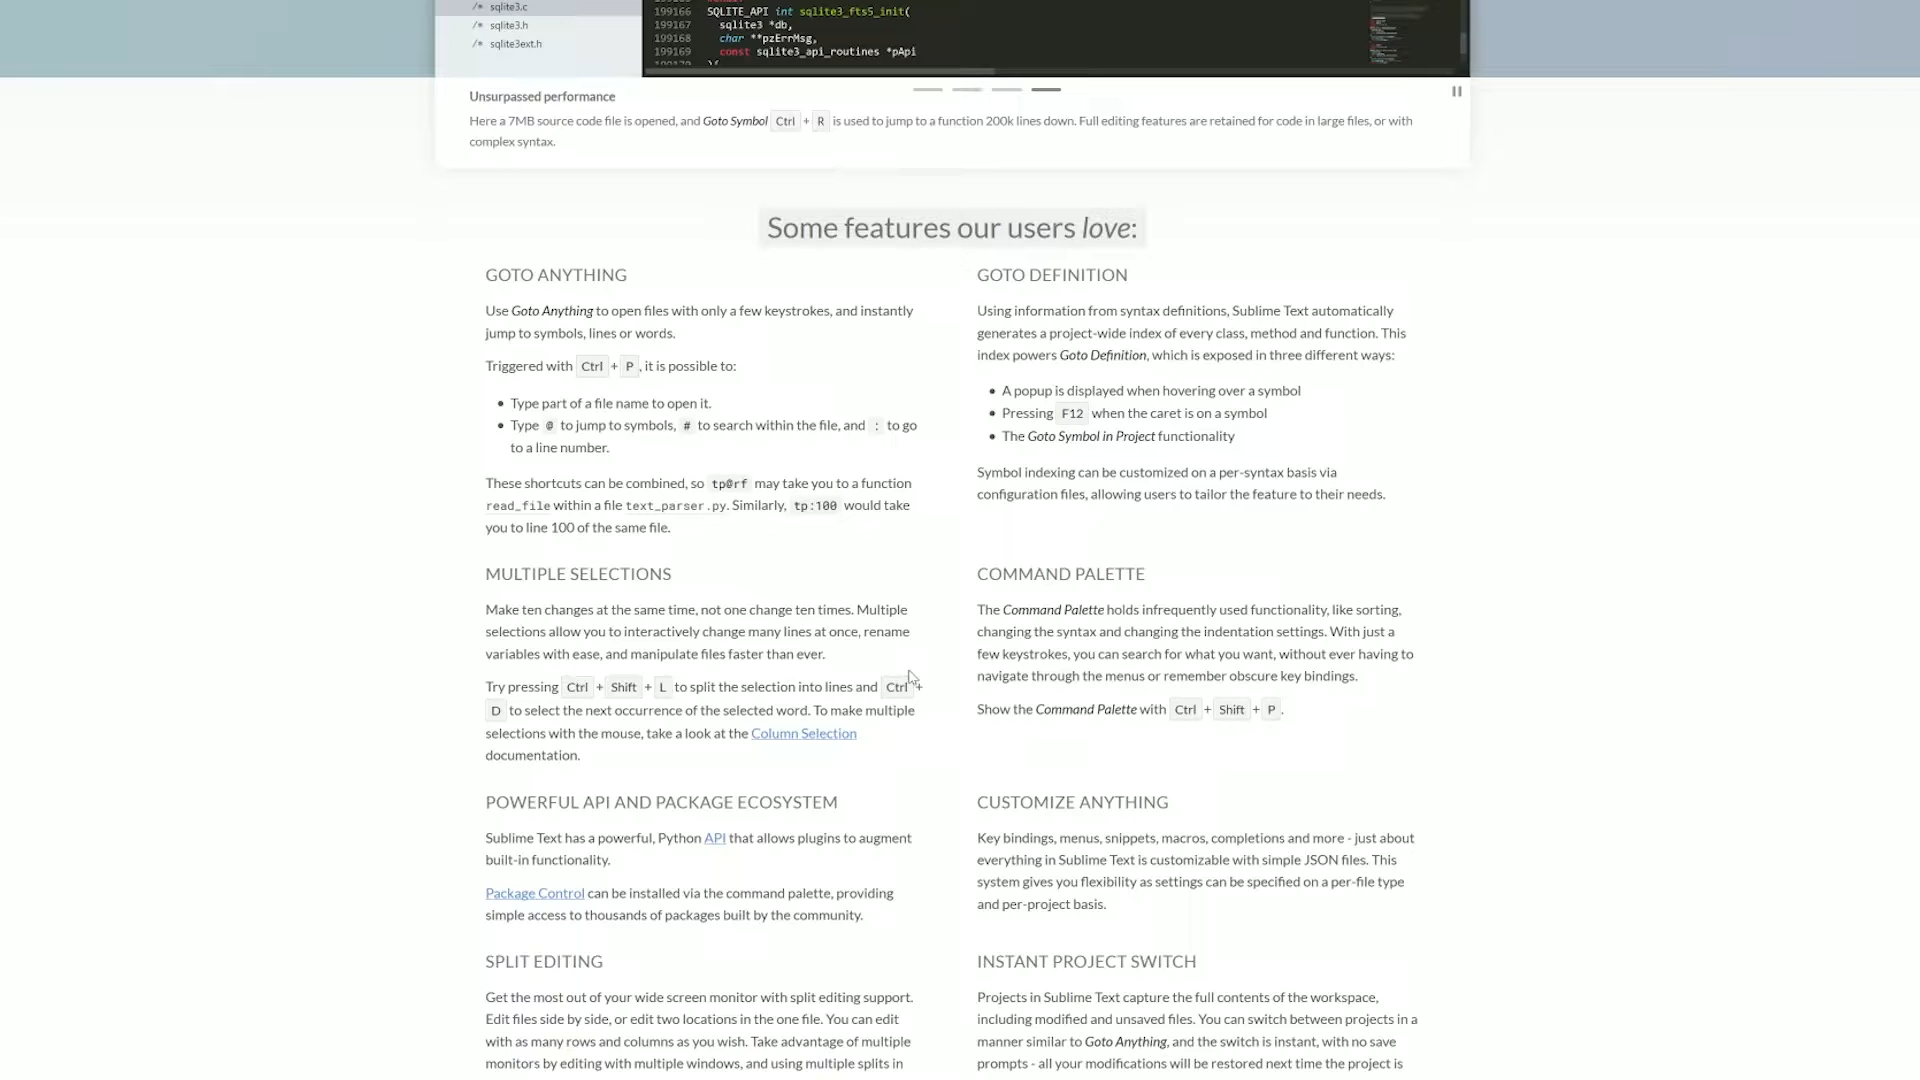 /* sqlite3.c
/* sqlite3.h
/* sqlite3ext.h
199166 SQLITE_API int sqlite3_fts5_init(
199167 sqlite3 *db,
199168 char **pzErrMsg,
199169 const sqlite3_api_routines *pApi
Unsurpassed performance
Here a 7MB source code file is opened, and Goto Symbol Ctrl + R is used to jump to a function 200k lines down. Full editing features are retained for code in large files, or with
complex syntax.
Some features our users love:
GOTO ANYTHING
Use Goto Anything to open files with only a few keystrokes, and instantly
jump to symbols, lines or words.
Triggered with Ctrl + P, it is possible to:
• Type part of a file name to open it.
• Type @ to jump to symbols, # to search within the file, and : to go
to a line number.
These shortcuts can be combined, so tp@rf may take you to a function
read_file within a file text_parser.py. Similarly, tp:100 would take
you to line 100 of the same file.
GOTO DEFINITION
Using information from syntax definitions, Sublime Text automatically
generates a project-wide index of every class, method and function. This
index powers Goto Definition, which is exposed in three different ways:
• A popup is displayed when hovering over a symbol
• Pressing F12 when the caret is on a symbol
• The Goto Symbol in Project functionality
Symbol indexing can be customized on a per-syntax basis via
configuration files, allowing users to tailor the feature to their needs.
MULTIPLE SELECTIONS
Make ten changes at the same time, not one change ten times. Multiple
selections allow you to interactively change many lines at once, rename
variables with ease, and manipulate files faster than ever.
Try pressing Ctrl + Shift + L to split the selection into lines and Ctrl +
D to select the next occurrence of the selected word. To make multiple
selections with the mouse, take a look at the Column Selection
documentation.
COMMAND PALETTE
The Command Palette holds infrequently used functionality, like sorting,
changing the syntax and changing the indentation settings. With just a
few keystrokes, you can search for what you want, without ever having to
navigate through the menus or remember obscure key bindings.
Show the Command Palette with Ctrl + Shift + P.
POWERFUL API AND PACKAGE ECOSYSTEM
Sublime Text has a powerful, Python API that allows plugins to augment
built-in functionality.
Package Control can be installed via the command palette, providing
simple access to thousands of packages built by the community.
CUSTOMIZE ANYTHING
Key bindings, menus, snippets, macros, completions and more - just about
everything in Sublime Text is customizable with simple JSON files. This
system gives you flexibility as settings can be specified on a per-file type
and per-project basis.
SPLIT EDITING
Get the most out of your wide screen monitor with split editing support.
Edit files side by side, or edit two locations in the one file. You can edit
with as many rows and columns as you wish. Take advantage of multiple
monitors by editing with multiple windows, and using multiple splits in
INSTANT PROJECT SWITCH
Projects in Sublime Text capture the full contents of the workspace,
including modified and unsaved files. You can switch between projects in a
manner similar to Goto Anything, and the switch is instant, with no save
prompts - all your modifications will be restored next time the project is